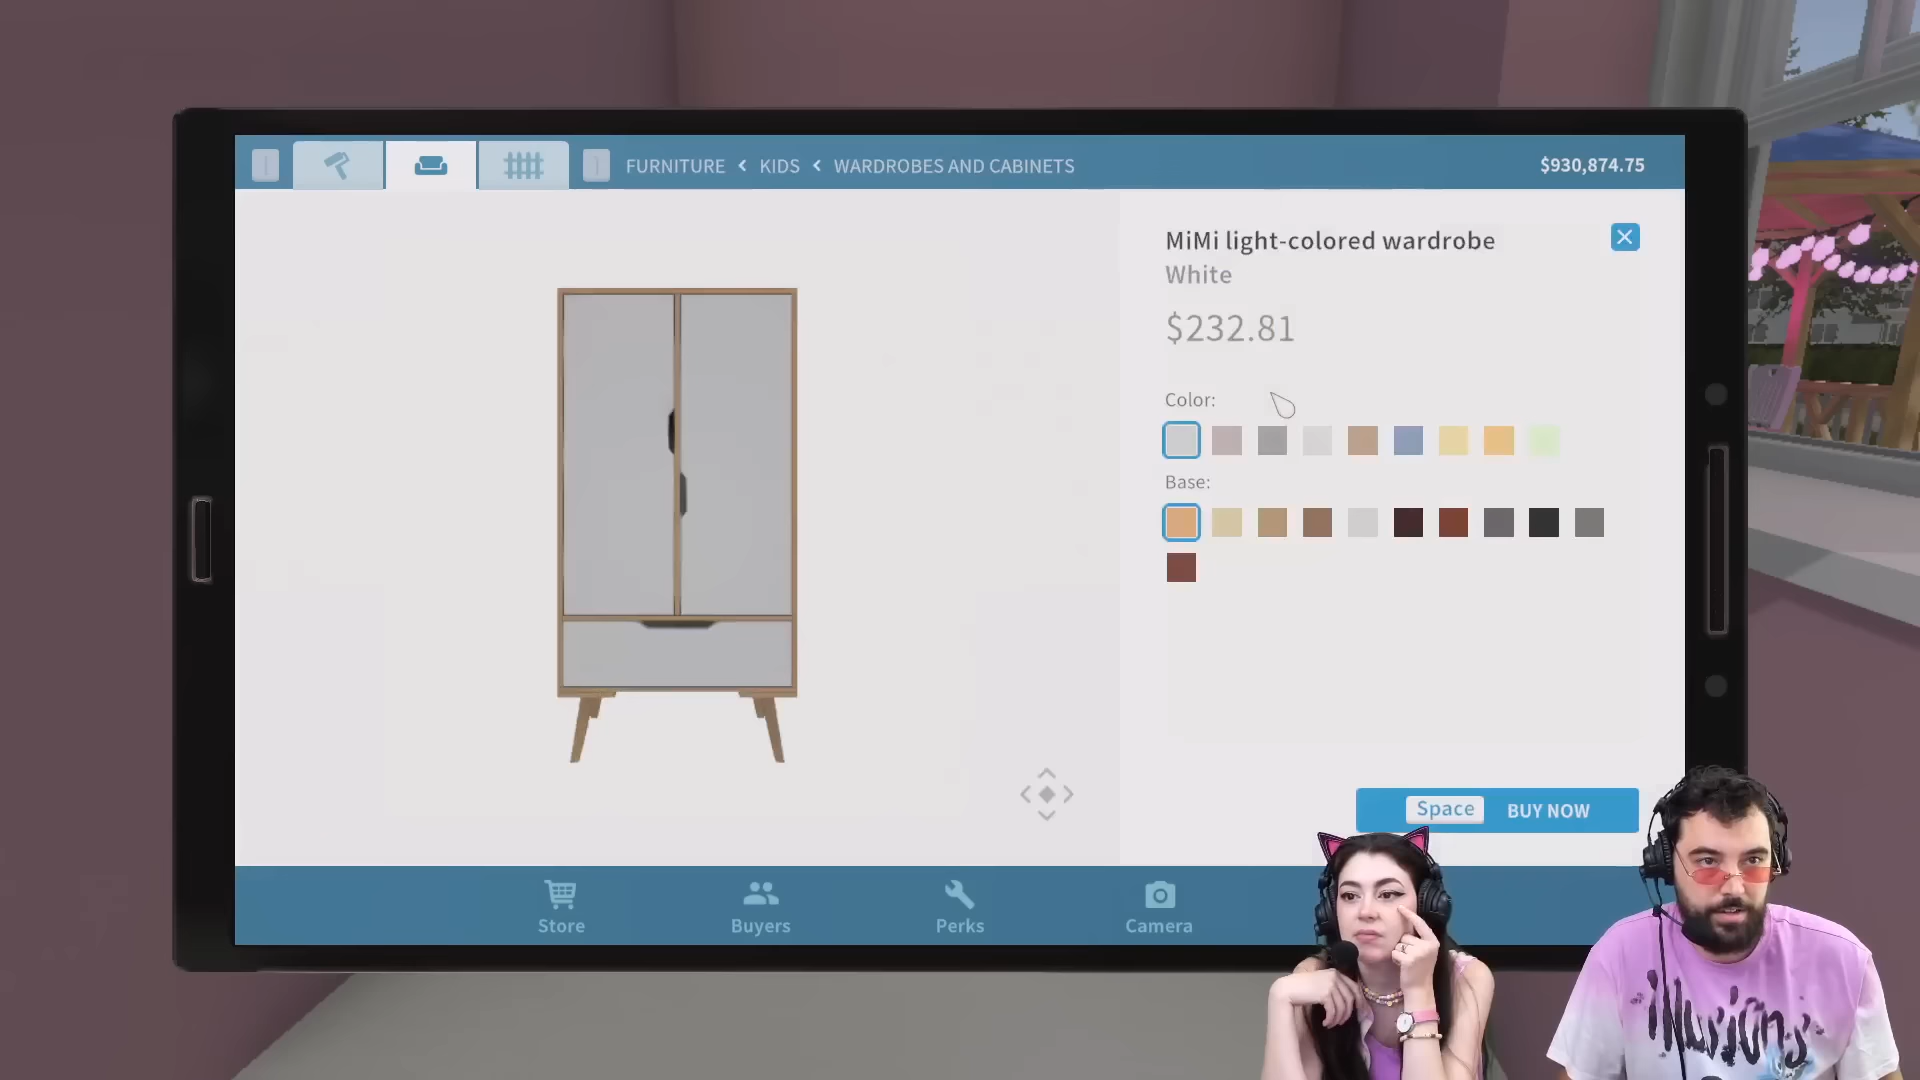 FURNITURE < KIDS < WARDROBES AND CABINETS
$930,874.75
MiMi light-colored wardrobe
White
$232.81
Color:
Base:
Space BUY NOW
Store
Buyers
Perks
Camera
illusions